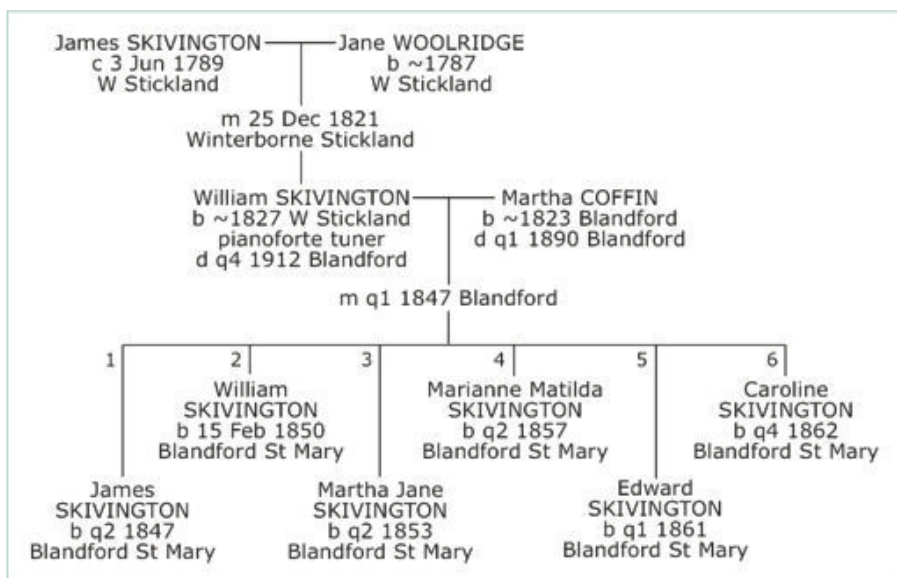 James SKIVINGTON
c 3 Jun 1789
W Stickland
Jane WOOLRIDGE
b ~1787
W Stickland
m 25 Dec 1821
Winterborne Stickland
William SKIVINGTON
b ~1827 W Stickland
pianoforte tuner
d q4 1912 Blandford
Martha COFFIN
b ~1823 Blandford
d q1 1890 Blandford
m q1 1847 Blandford
1
James
SKIVINGTON
b q2 1847
Blandford St Mary
2
William
SKIVINGTON
b 15 Feb 1850
Blandford St Mary
3
Martha Jane
SKIVINGTON
b q2 1853
Blandford St Mary
4
Marianne Matilda
SKIVINGTON
b q2 1857
Blandford St Mary
5
Edward
SKIVINGTON
b q1 1861
Blandford St Mary
6
Caroline
SKIVINGTON
b q4 1862
Blandford St Mary